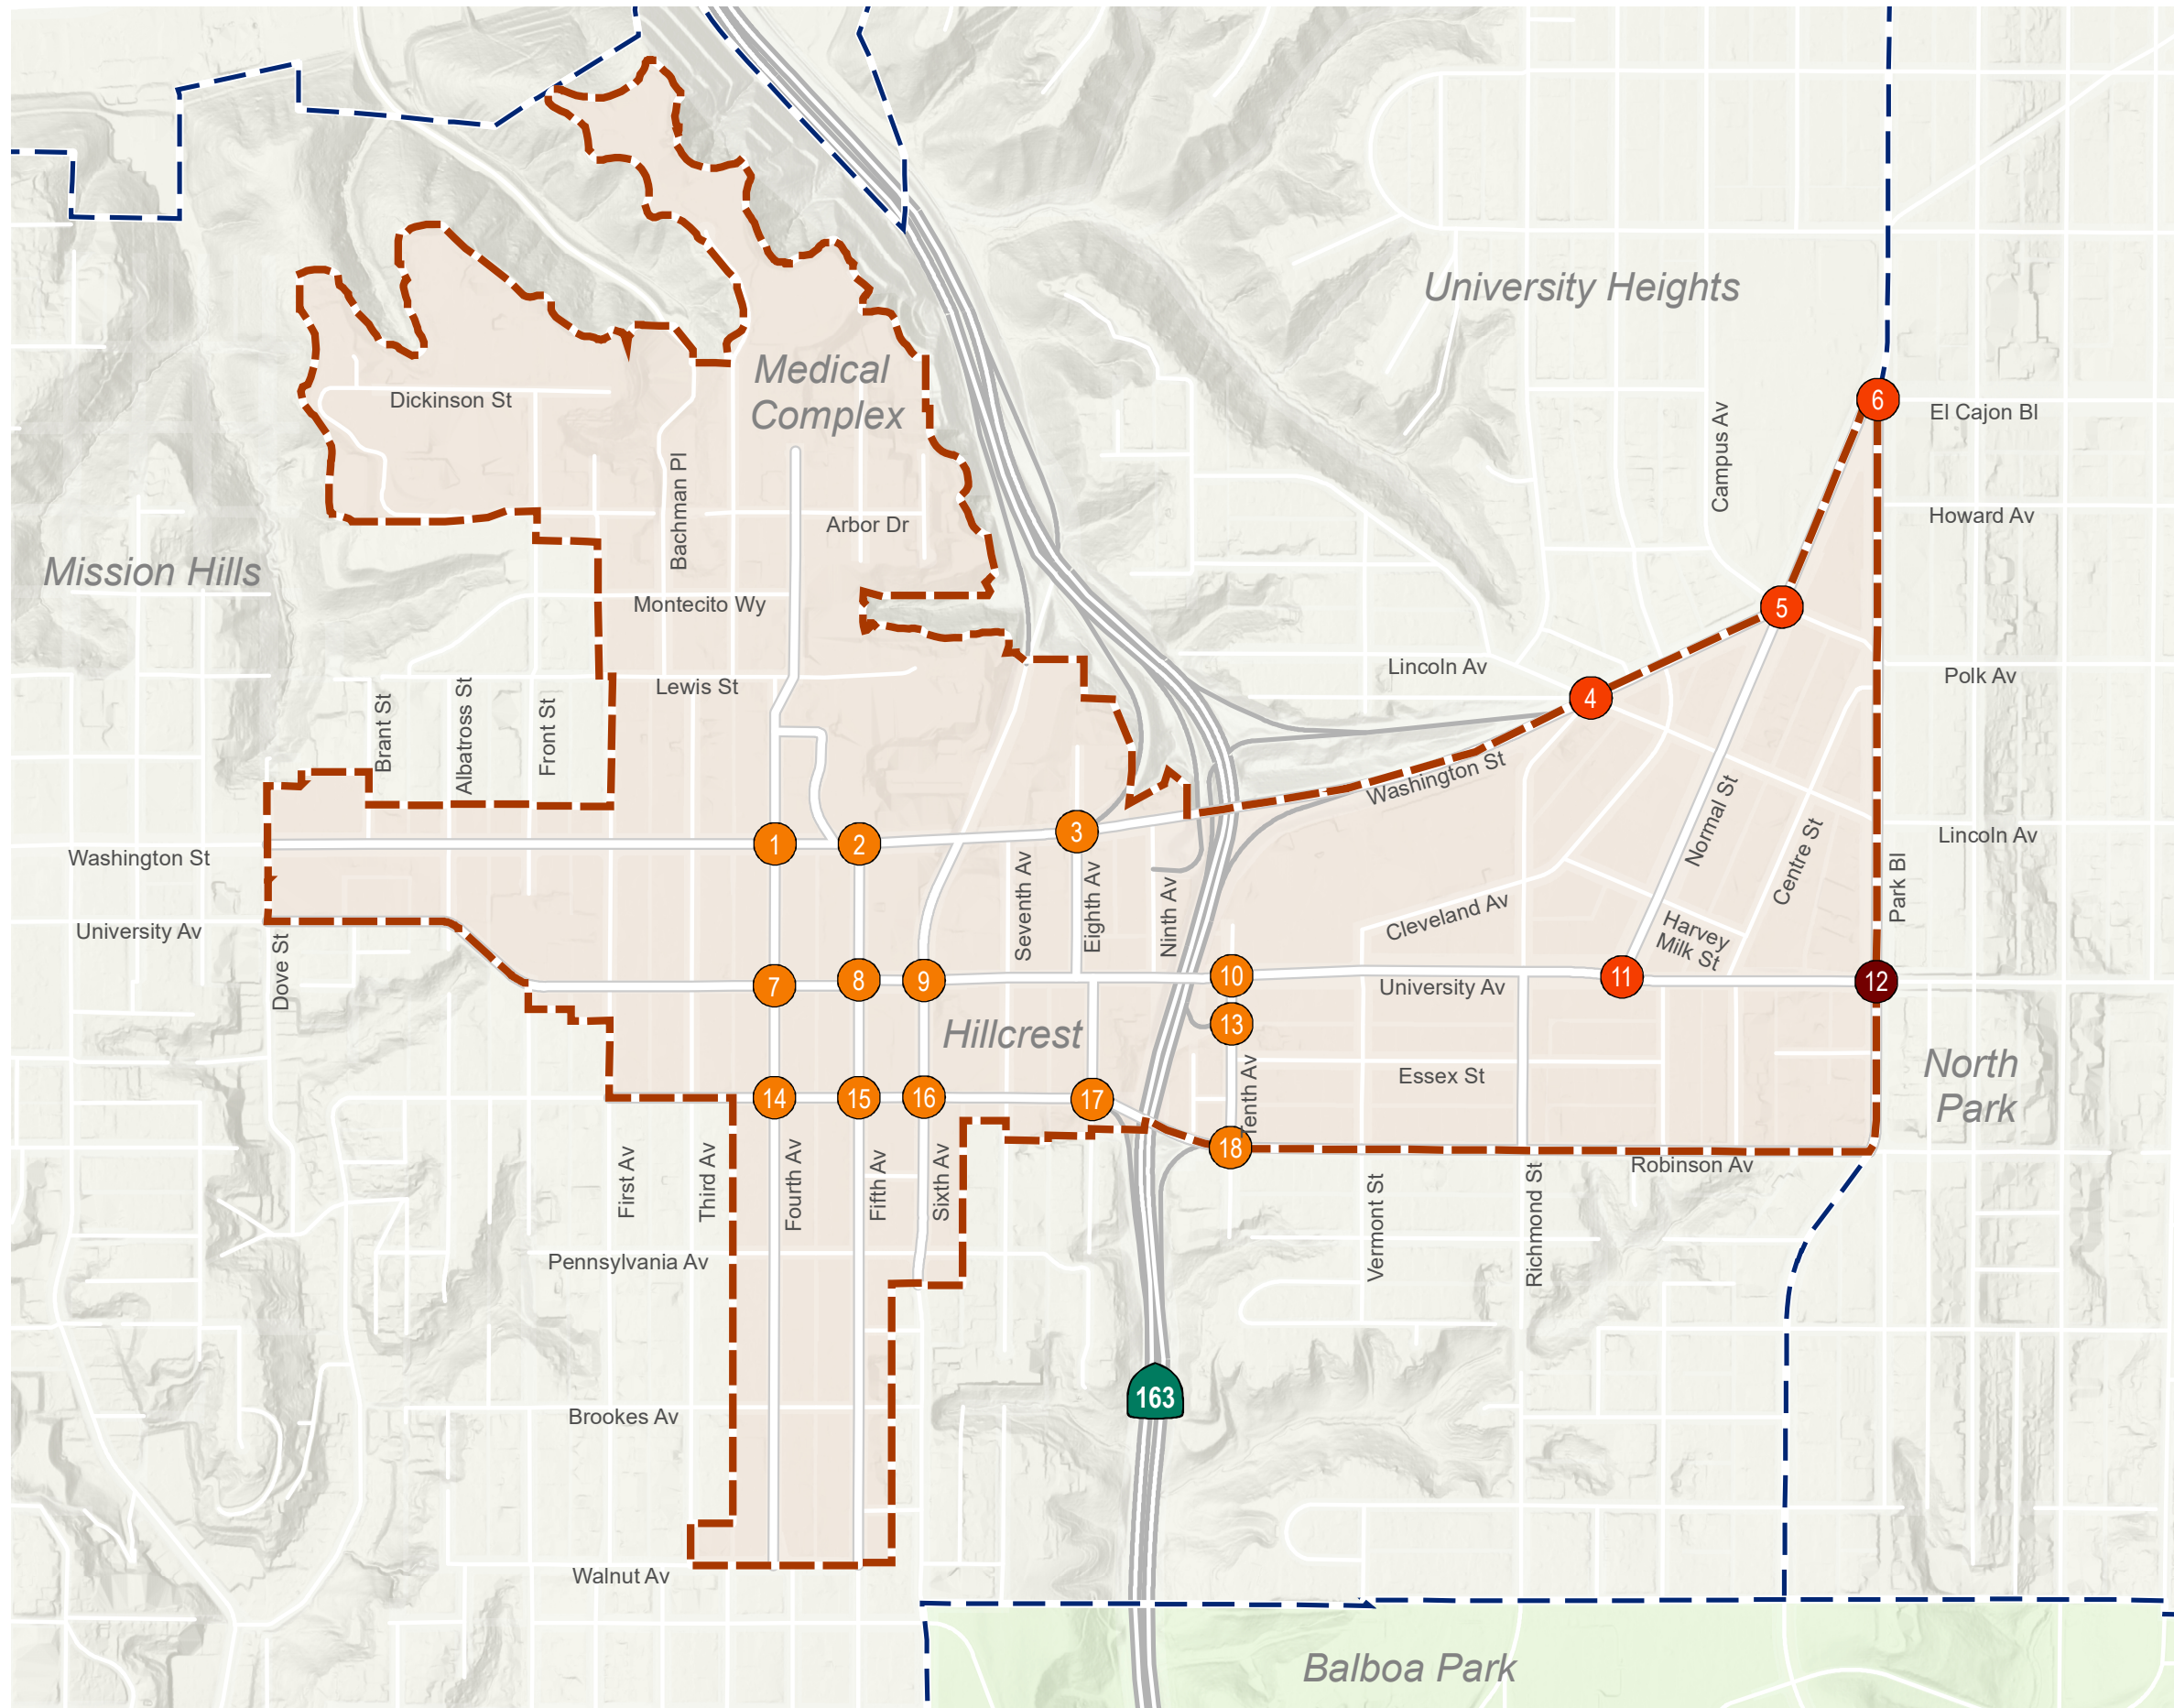 University Heights
Medical
Complex
6
El Cajon Bl
Dickinson St
Campus Av
Bachman Pl
Howard Av
Arbor Dr
Mission Hills
Montecito Wy
5
Lincoln Av
Polk Av
Lewis St
4
Brant St
Albatross St
Front St
Washington St
Normal St
Centre St
Lincoln Av
1
2
3
Washington St
Park Bl
Seventh Av
Eighth Av
Ninth Av
Cleveland Av
Harvey
Milk St
University Av
Dove St
7
8
9
10
11
12
University Av
Hillcrest
13
North
Park
Essex St
Tenth Av
14
15
16
17
18
Robinson Av
First Av
Third Av
Fourth Av
Fifth Av
Sixth Av
Vermont St
Richmond St
Pennsylvania Av
163
Brookes Av
Walnut Av
Balboa Park